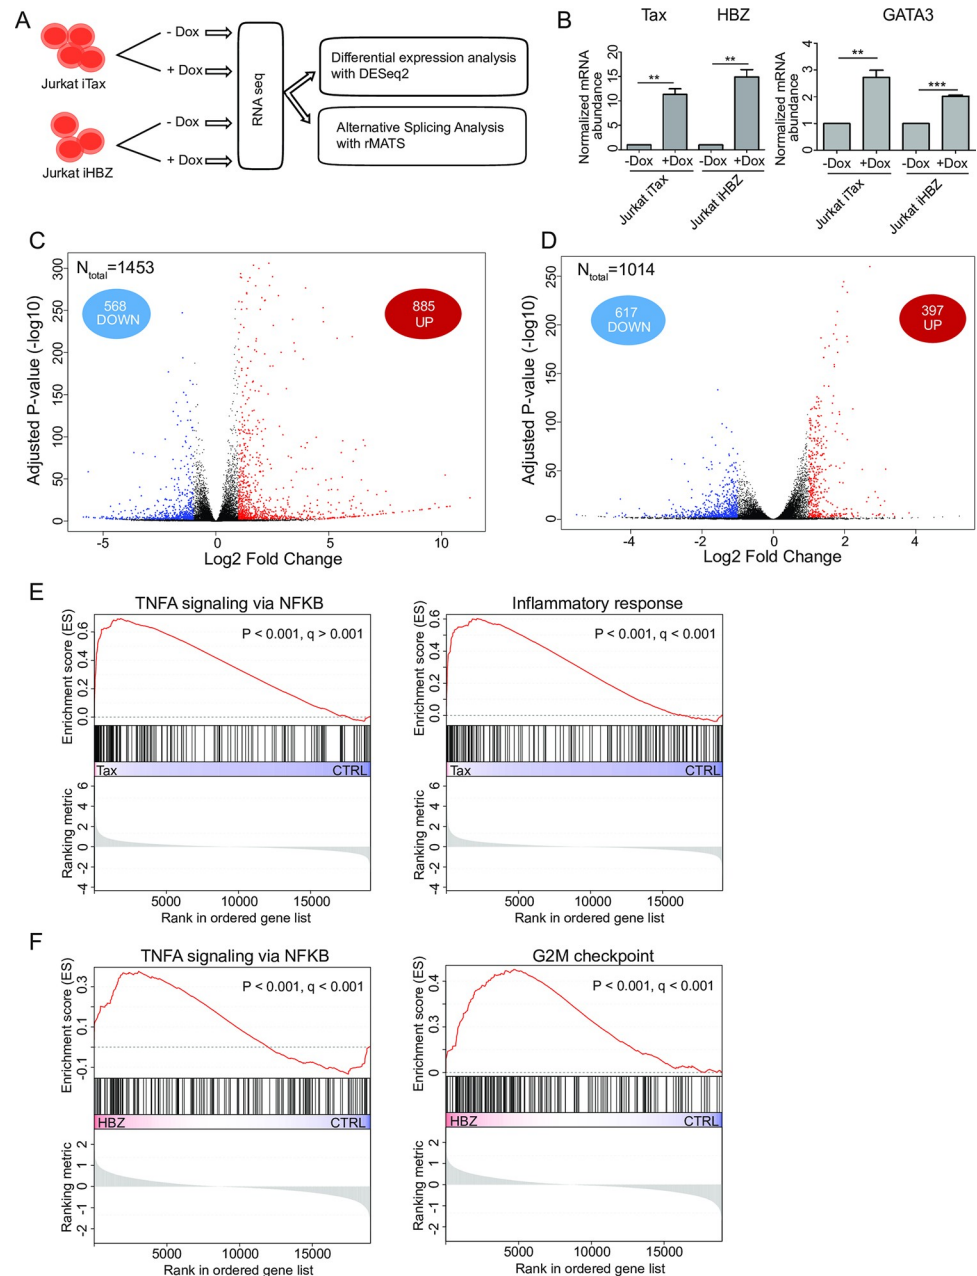 A
Jurkat iTax
- Dox
+ Dox
Jurkat iHBZ
- Dox
+ Dox
RNA seq
Differential expression analysis
with DESeq2
Alternative Splicing Analysis
with rMATS
B
Tax HBZ GATA3
Normalized mRNA
abundance
20
15
10
5
0
** **
-Dox +Dox -Dox +Dox
Jurkat iTax Jurkat iHBZ
Normalized mRNA
abundance
4
3
2
1
0
** ***
-Dox +Dox -Dox +Dox
Jurkat iTax Jurkat iHBZ
C
Ntotal=1453
568
DOWN
885
UP
Adjusted P-value (-log10)
300
250
200
150
100
50
0
-5 0 5 10
Log2 Fold Change
D
Ntotal=1014
617
DOWN
397
UP
Adjusted P-value (-log10)
250
200
150
100
50
0
-4 -2 0 2 4
Log2 Fold Change
E
TNFA signaling via NFKB
P < 0.001, q > 0.001
Enrichment score (ES)
0.6
0.4
0.2
0.0
Tax CTRL
Ranking metric
6
4
2
0
-2
-4
5000 10000 15000
Rank in ordered gene list
Inflammatory response
P < 0.001, q < 0.001
Enrichment score (ES)
0.6
0.4
0.2
0.0
Tax CTRL
Ranking metric
6
4
2
0
-2
-4
5000 10000 15000
Rank in ordered gene list
F
TNFA signaling via NFKB
P < 0.001, q < 0.001
Enrichment score (ES)
0.3
0.1
-0.1
HBZ CTRL
Ranking metric
2
1
0
-1
-2
5000 10000 15000
Rank in ordered gene list
G2M checkpoint
P < 0.001, q < 0.001
Enrichment score (ES)
0.4
0.3
0
HBZ CTRL
Ranking metric
2
1
0
-1
-2
5000 10000 15000
Rank in ordered gene list